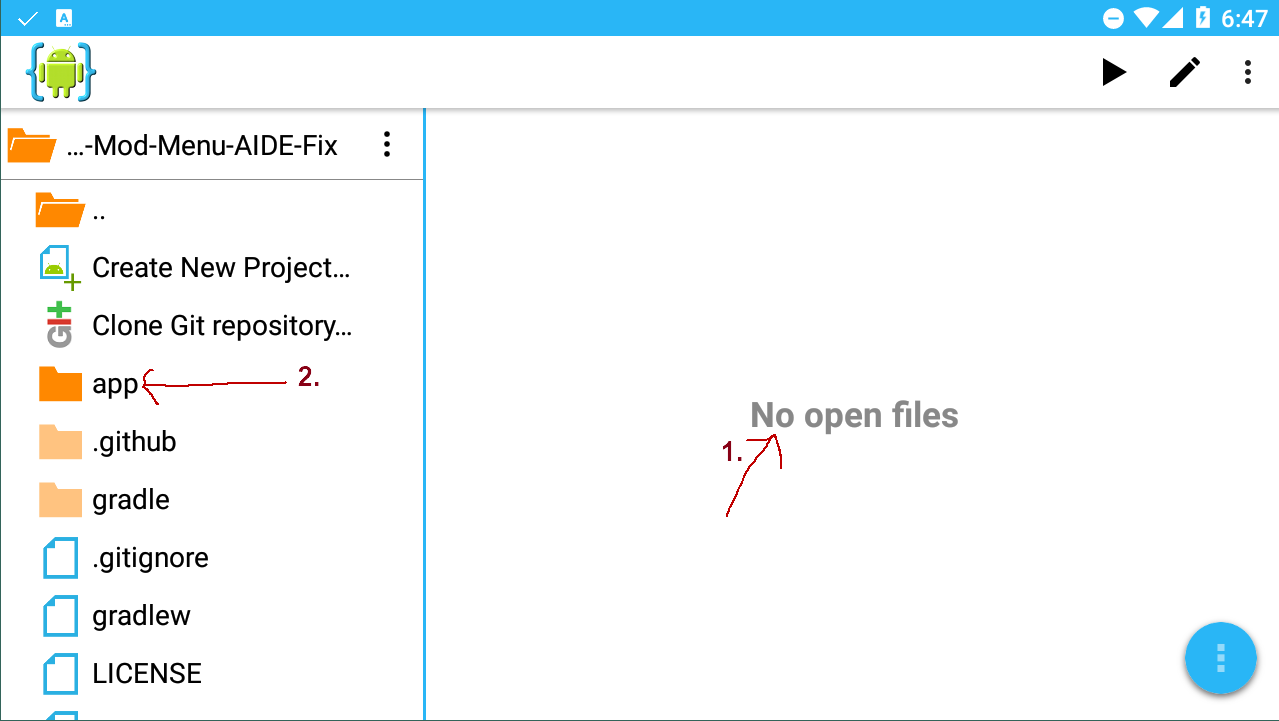 A
6:47
...-Mod-Menu-AIDE-Fix
..
Create New Project...
Git
Clone Git repository...
app
2.
.github
No open files
1.
gradle
.gitignore
gradlew
LICENSE